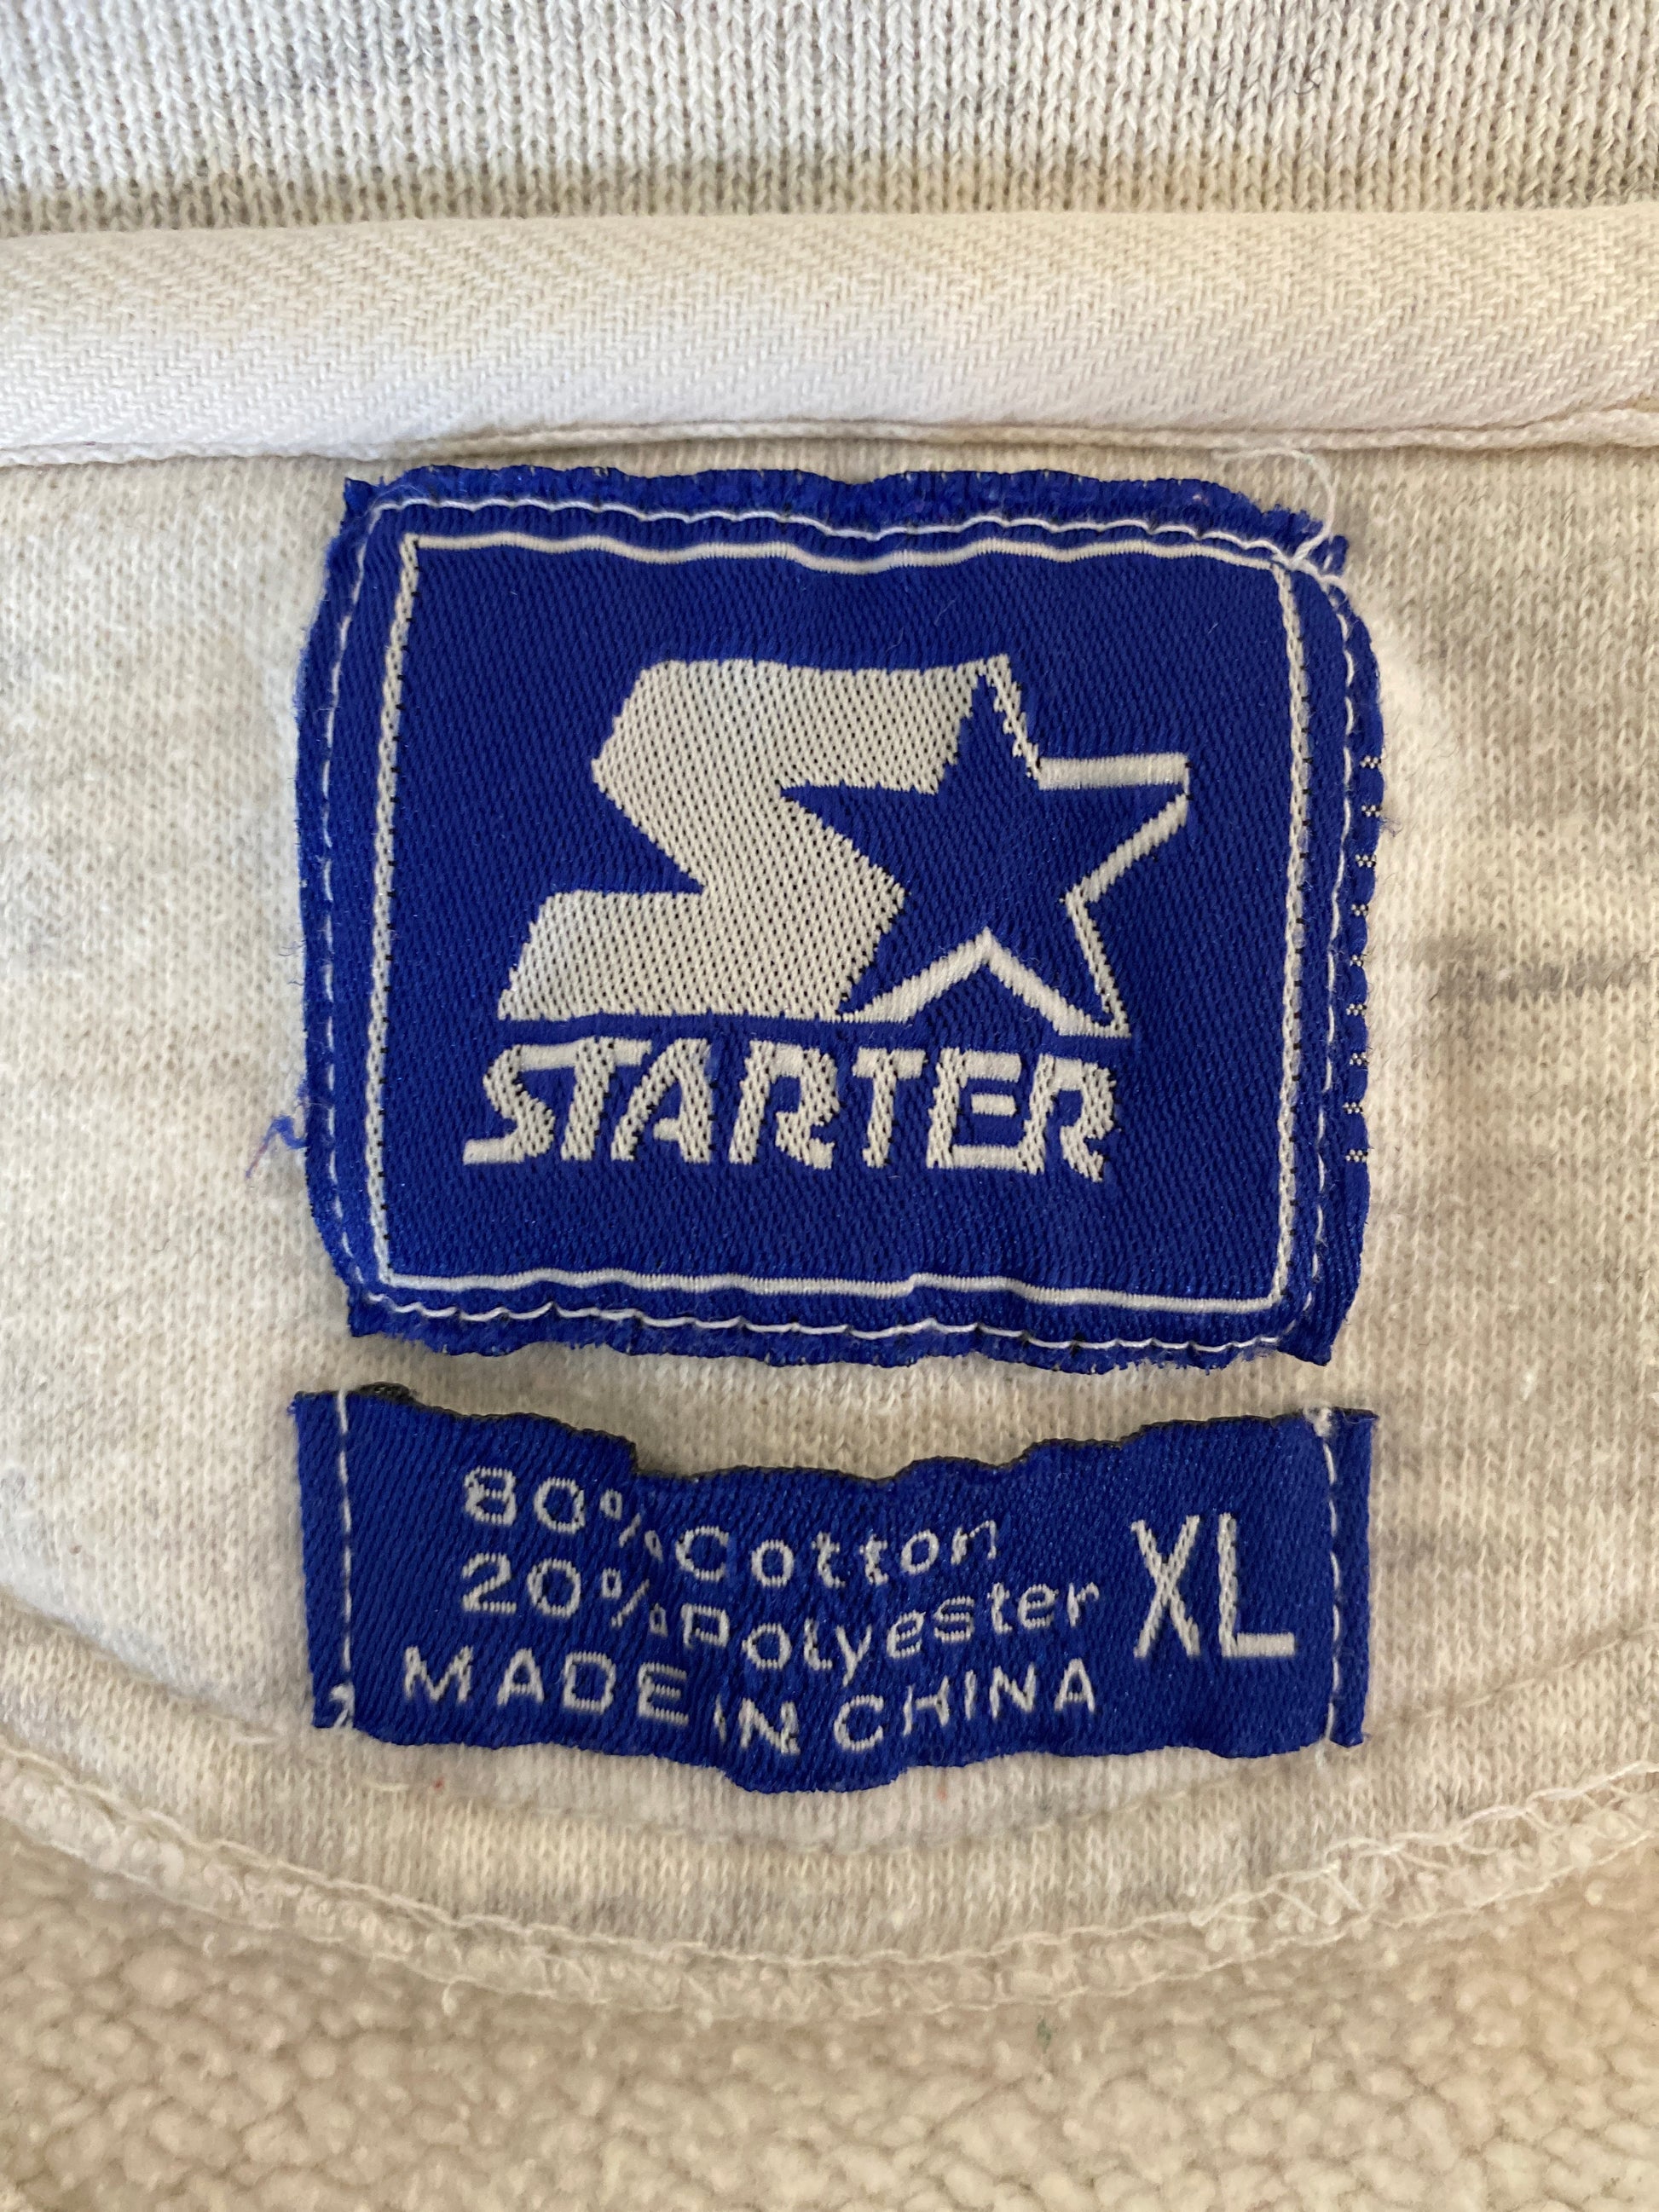 STARTER
80%Cotton
20%Polyester XL
MADE IN CHINA